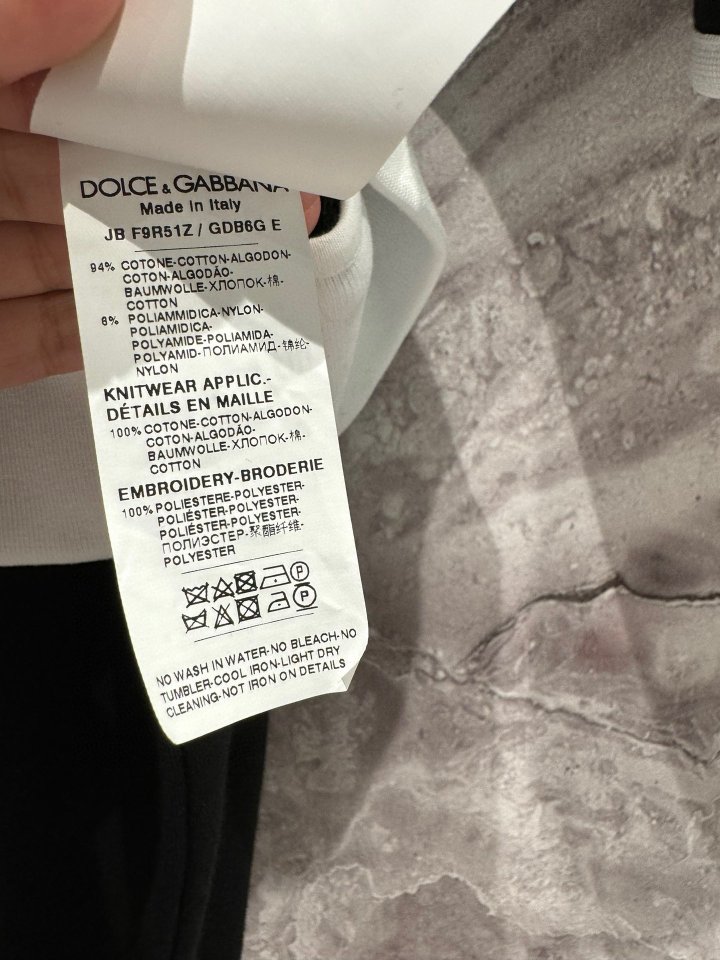 DOLCE & GABBANA
Made in Italy
JB F9R51Z / GDB6G E
94% COTONE-COTTON-ALGODON-
COTON-ALGODÃO-
BAUMWOLLE-ХЛОПОК-棉-
COTTON
6% POLIAMMIDICA-NYLON-
POLIAMIDICA-
POLYAMIDE-POLIAMIDA-
POLYAMID-ПОЛИАМИД-锦纶-
NYLON
KNITWEAR APPLIC.-
DÉTAILS EN MAILLE
100% COTONE-COTTON-ALGODON-
COTON-ALGODÃO-
BAUMWOLLE-ХЛОПОК-棉-
COTTON
EMBROIDERY-BRODERIE
100% POLIESTERE-POLYESTER-
POLIÉSTER-POLYESTER-
POLIÉSTER-POLYESTER-
ПОЛИЭСТЕР-聚酯纤维-
POLYESTER
P
P
NO WASH IN WATER-NO BLEACH-NO
TUMBLER-COOL IRON-LIGHT DRY
CLEANING-NOT IRON ON DETAILS